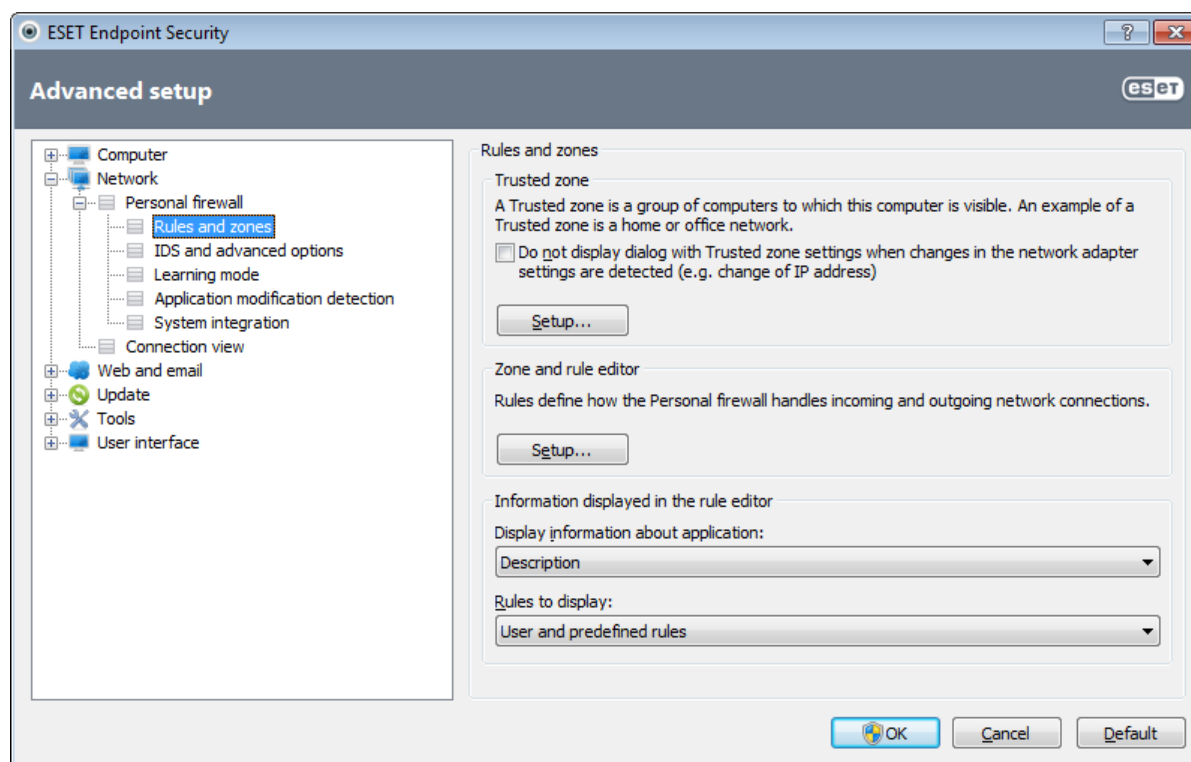 ESET Endpoint Security
Advanced setup
eset
Computer
Network
Personal firewall
Rules and zones
IDS and advanced options
Learning mode
Application modification detection
System integration
Connection view
Web and email
Update
Tools
User interface
Rules and zones
Trusted zone
A Trusted zone is a group of computers to which this computer is visible. An example of a
Trusted zone is a home or office network.
Do not display dialog with Trusted zone settings when changes in the network adapter
settings are detected (e.g. change of IP address)
Setup...
Zone and rule editor
Rules define how the Personal firewall handles incoming and outgoing network connections.
Setup...
Information displayed in the rule editor
Display information about application:
Description
Rules to display:
User and predefined rules
OK
Cancel
Default